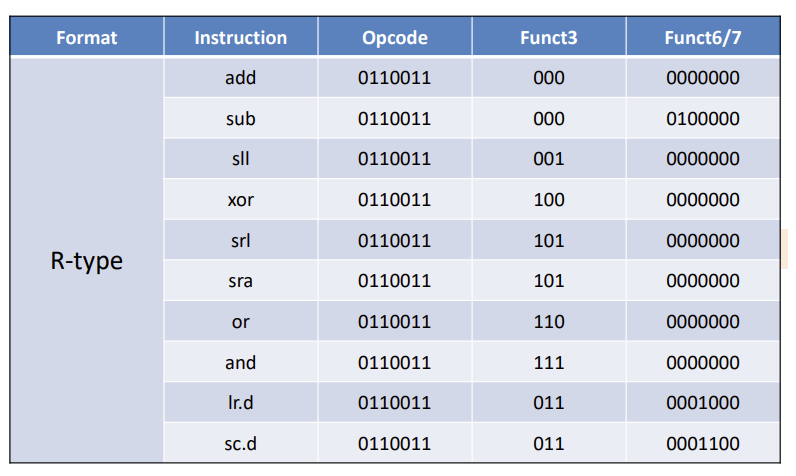 Format Instruction Opcode Funct3 Funct6/7
add 0110011 000 0000000
sub 0110011 000 0100000
sll 0110011 001 0000000
xor 0110011 100 0000000
R-type srl 0110011 101 0000000
sra 0110011 101 0000000
or 0110011 110 0000000
and 0110011 111 0000000
lr.d 0110011 011 0001000
sc.d 0110011 011 0001100